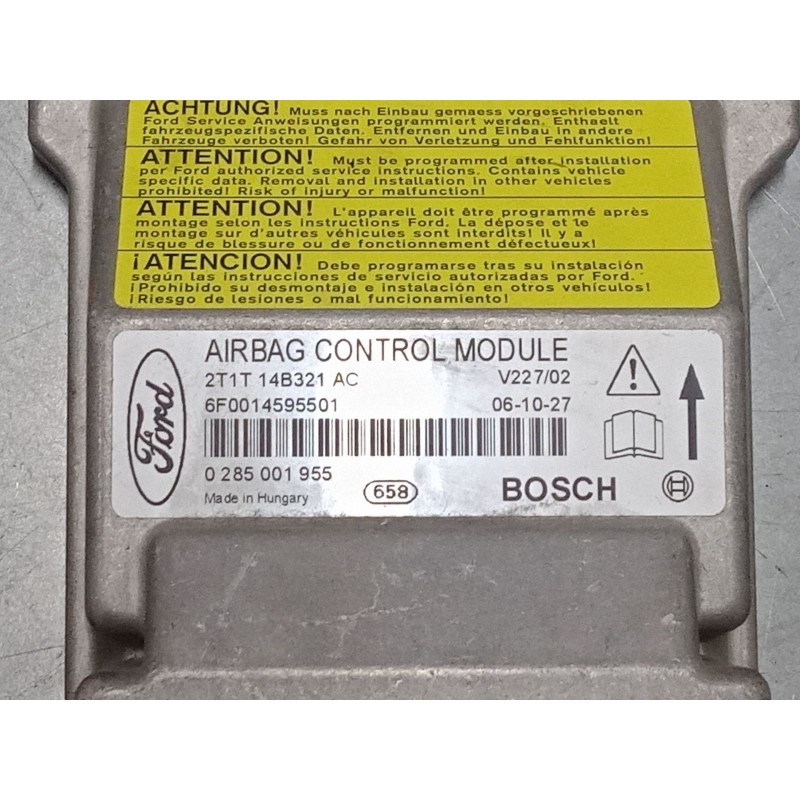 ACHTUNG! Muss nach Einbau gemaess vorgeschriebenen
Ford Service Anweisungen programmiert werden. Enthaelt
fahrzeugspezifische Daten. Entfernen und Einbau in andere
Fahrzeuge verboten! Gefahr von Verletzung und Fehlfunktion!
ATTENTION! Must be programmed after installation
per Ford authorized service instructions. Contains vehicle
specific data. Removal and installation in other vehicles
prohibited! Risk of injury or malfunction!
ATTENTION! L'appareil doit être programmé après
montage selon les instructions Ford. La dépose et le
montage sur d'autres véhicules sont interdits! Il y a
risque de blessure ou de fonctionnement défectueux!
¡ATENCION! Debe programarse tras su instalación
según las instrucciones de servicio autorizadas por Ford.
¡Prohibido su desmontaje e instalación en otros vehículos!
¡Riesgo de lesiones o mal funcionamiento!
Ford
AIRBAG CONTROL MODULE
2T1T 14B321 AC V227/02
6F0014595501 06-10-27
0 285 001 955
Made in Hungary 658 BOSCH